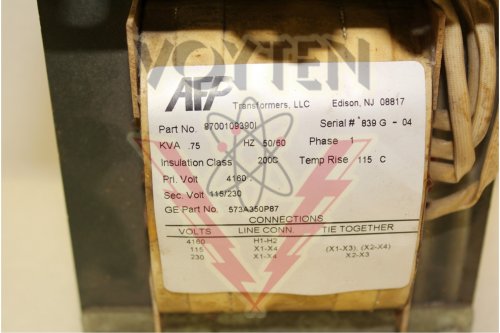 VOYTEN
AFP Transformers, LLC Edison, NJ 08817
Part No. 9700109390I Serial # 839 G - 04
KVA .75 HZ 50/60 Phase 1
Insulation Class 200C Temp Rise 115 C
Pri. Volt 4160
Sec. Volt 115/230
GE Part No. 573A350P87
CONNECTIONS
VOLTS LINE CONN. TIE TOGETHER
4160 H1-H2
115 X1-X4 (X1-X3), (X2-X4)
230 X1-X4 X2-X3